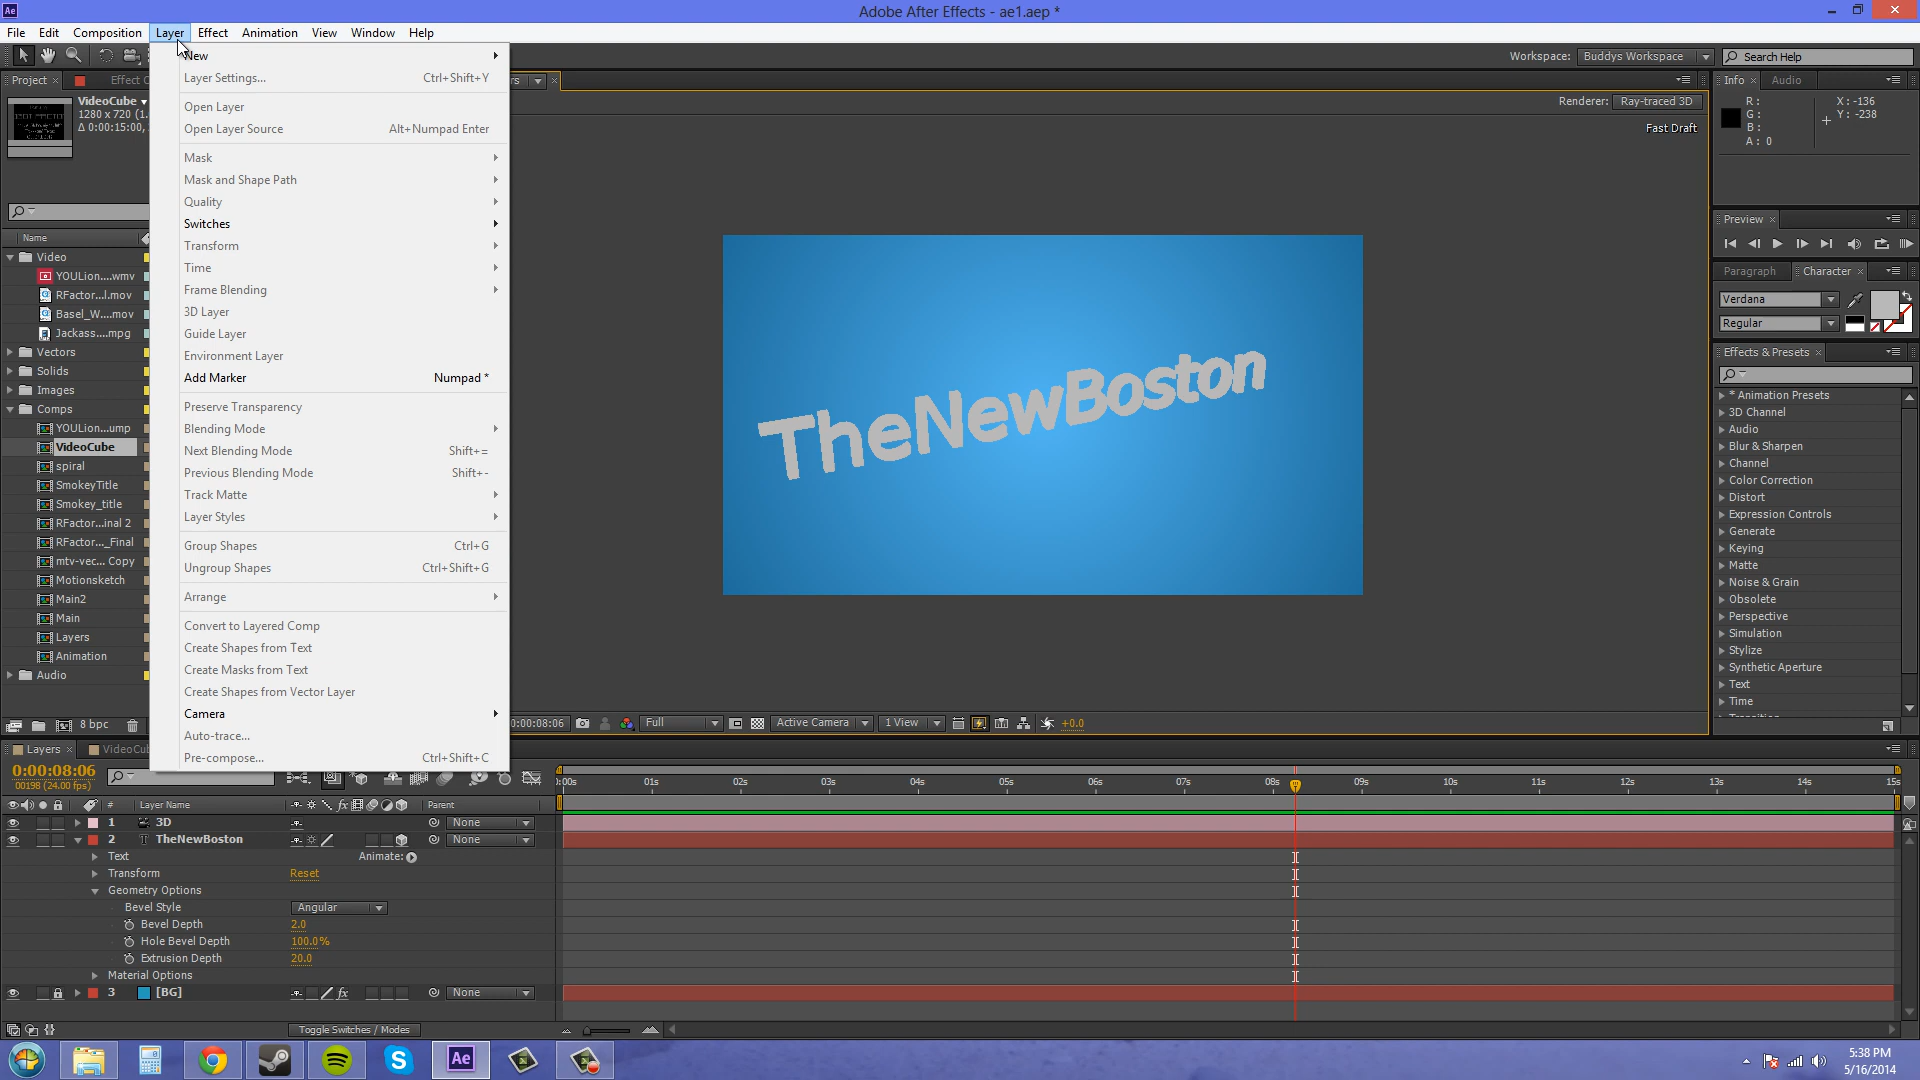 Ae
Adobe After Effects - ae1.aep *
File Edit Composition Layer Effect Animation View Window Help
Workspace: Buddys Workspace
Search Help
Project
Effect C
VideoCube
1280 x 720 (1.
Δ 0:00:15:00,
Name
Video
YOULion....wmv
RFactor...l.mov
Basel_W....mov
Jackass....mpg
Vectors
Solids
Images
Comps
YOULion...ump
VideoCube
spiral
SmokeyTitle
Smokey_title
RFactor...inal 2
RFactor..._Final
mtv-vec... Copy
Motionsketch
Main2
Main
Layers
Animation
Audio
8 bpc
New
Layer Settings... Ctrl+Shift+Y
Open Layer
Open Layer Source Alt+Numpad Enter
Mask
Mask and Shape Path
Quality
Switches
Transform
Time
Frame Blending
3D Layer
Guide Layer
Environment Layer
Add Marker Numpad *
Preserve Transparency
Blending Mode
Next Blending Mode Shift+=
Previous Blending Mode Shift+-
Track Matte
Layer Styles
Group Shapes Ctrl+G
Ungroup Shapes Ctrl+Shift+G
Arrange
Convert to Layered Comp
Create Shapes from Text
Create Masks from Text
Create Shapes from Vector Layer
Camera
Auto-trace...
Pre-compose... Ctrl+Shift+C
rs
Renderer: Ray-traced 3D
Fast Draft
TheNewBoston
0:00:08:06 Full Active Camera 1 View +0.0
Info Audio
R: X: -136
G: Y: -238
B:
A: 0
Preview
Paragraph Character
Verdana
Regular
Effects & Presets
* Animation Presets
3D Channel
Audio
Blur & Sharpen
Channel
Color Correction
Distort
Expression Controls
Generate
Keying
Matte
Noise & Grain
Obsolete
Perspective
Simulation
Stylize
Synthetic Aperture
Text
Time
Layers VideoCub
0:00:08:06
00198 (24.00 fps)
:00s 01s 02s 03s 04s 05s 06s 07s 08s 09s 10s 11s 12s 13s 14s 15s
# Layer Name fx Parent
1 3D None
2 TheNewBoston None
Text Animate:
Transform Reset
Geometry Options
Bevel Style Angular
Bevel Depth 2.0
Hole Bevel Depth 100.0%
Extrusion Depth 20.0
Material Options
3 [BG] fx None
Toggle Switches / Modes
Ae
5:38 PM
5/16/2014